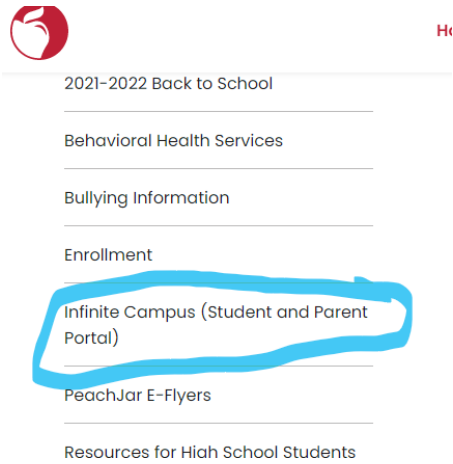 2021-2022 Back to School
Behavioral Health Services
Bullying Information
Enrollment
Infinite Campus (Student and Parent
Portal)
PeachJar E-Flyers
Resources for High School Students